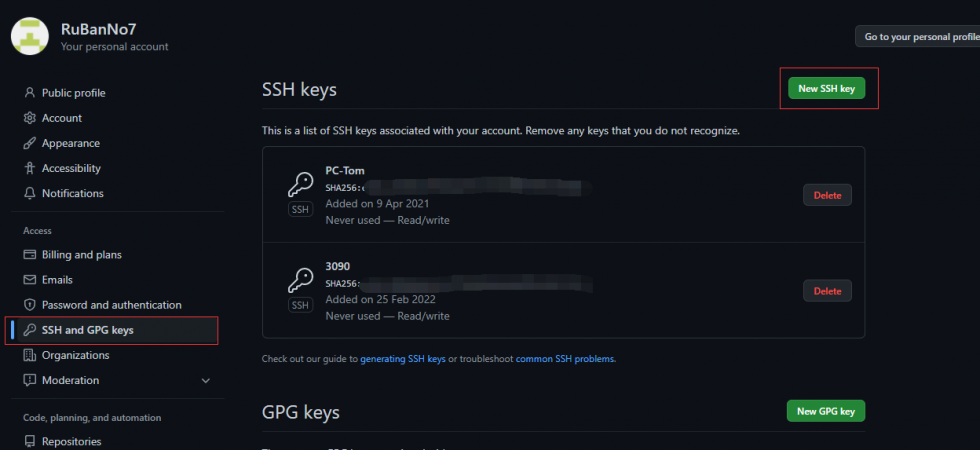 RuBanNo7
Your personal account
Go to your personal profile
Public profile
Account
Appearance
Accessibility
Notifications
Access
Billing and plans
Emails
Password and authentication
SSH and GPG keys
Organizations
Moderation
Code, planning, and automation
Repositories
SSH keys
New SSH key
This is a list of SSH keys associated with your account. Remove any keys that you do not recognize.
PC-Tom
SHA256:
Added on 9 Apr 2021
Never used — Read/write
SSH
Delete
3090
SHA256:
Added on 25 Feb 2022
Never used — Read/write
SSH
Delete
Check out our guide to generating SSH keys or troubleshoot common SSH problems.
GPG keys
New GPG key